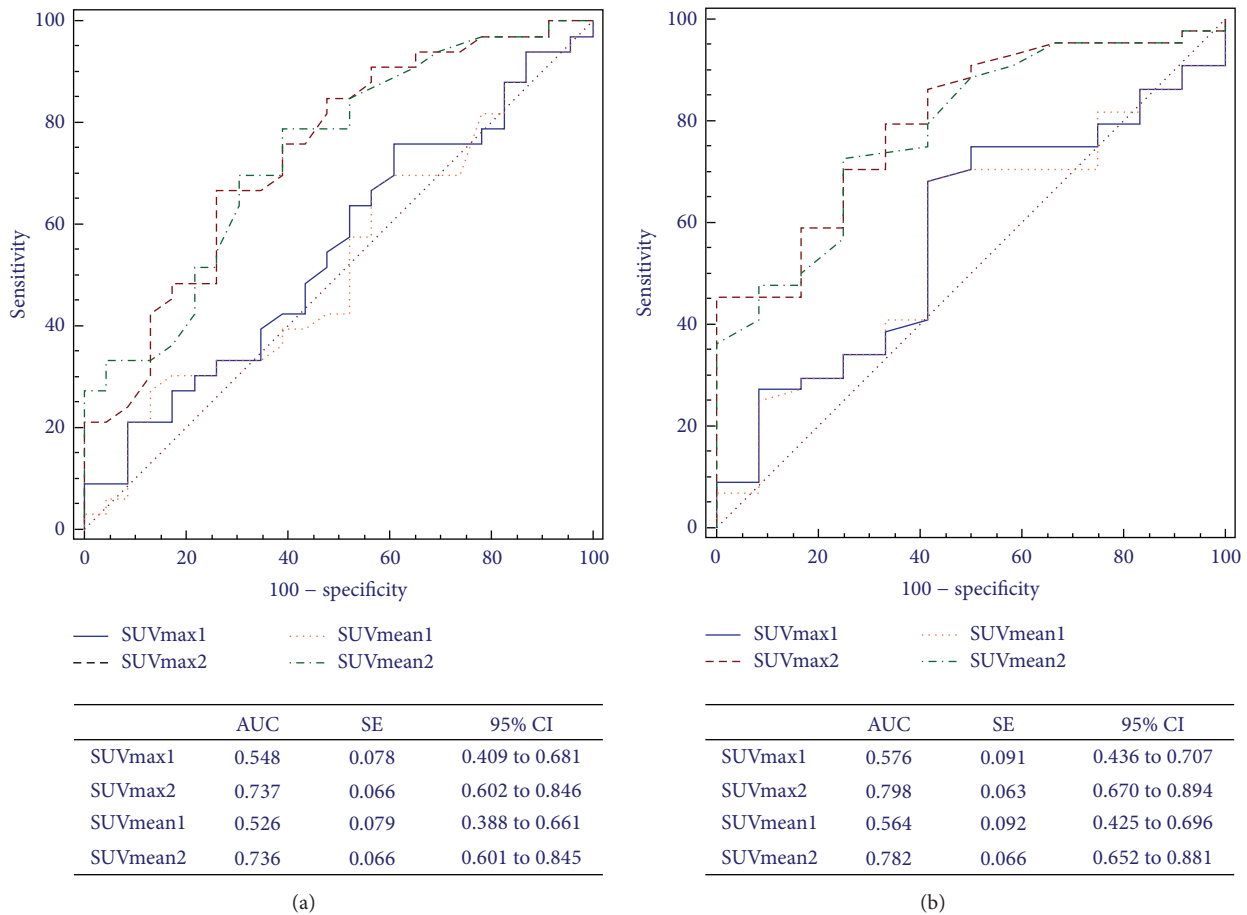 100
80
60
40
20
0
Sensitivity
0 20 40 60 80 100
100 − specificity
SUVmax1 SUVmean1
SUVmax2 SUVmean2
AUC SE 95% CI
SUVmax1 0.548 0.078 0.409 to 0.681
SUVmax2 0.737 0.066 0.602 to 0.846
SUVmean1 0.526 0.079 0.388 to 0.661
SUVmean2 0.736 0.066 0.601 to 0.845
(a)
100
80
60
40
20
0
Sensitivity
0 20 40 60 80 100
100 − specificity
SUVmax1 SUVmean1
SUVmax2 SUVmean2
AUC SE 95% CI
SUVmax1 0.576 0.091 0.436 to 0.707
SUVmax2 0.798 0.063 0.670 to 0.894
SUVmean1 0.564 0.092 0.425 to 0.696
SUVmean2 0.782 0.066 0.652 to 0.881
(b)